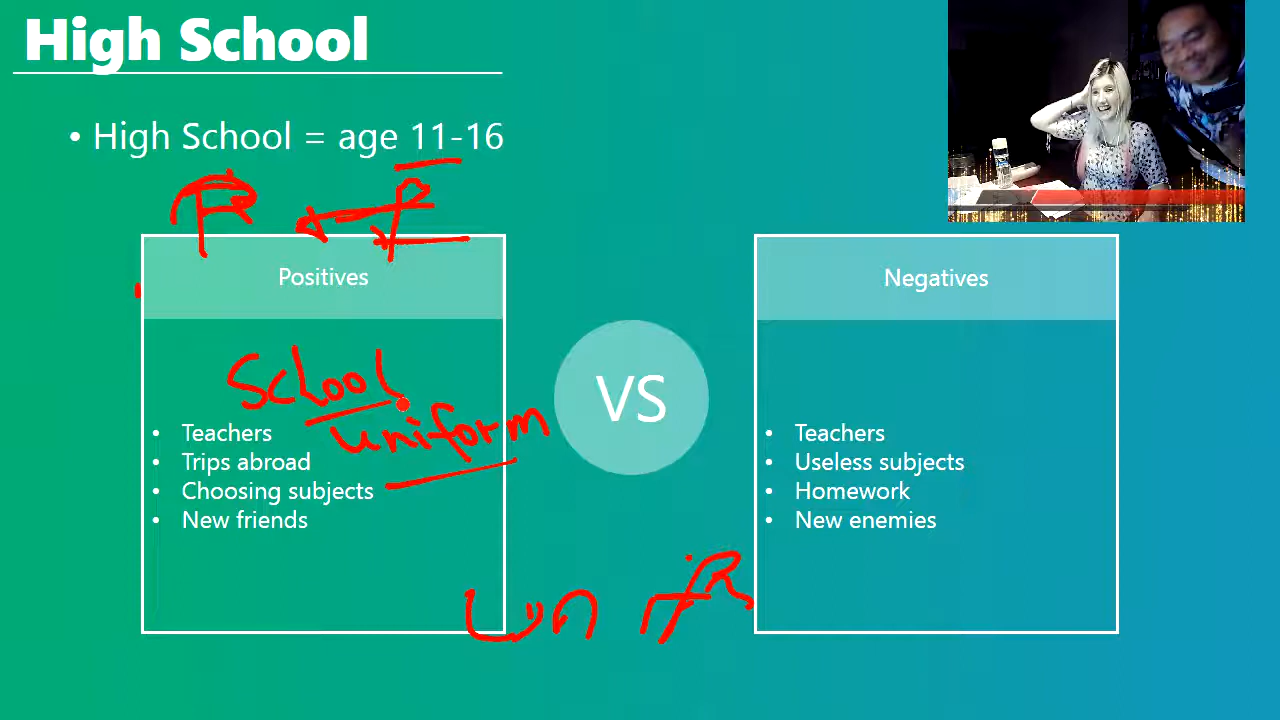 High School
• High School = age 11-16
Positives
School
uniform
• Teachers
• Trips abroad
• Choosing subjects
• New friends
VS
Negatives
• Teachers
• Useless subjects
• Homework
• New enemies